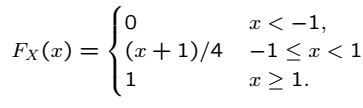 F_X(x) = { 0 x < −1,
(x + 1)/4 −1 ≤ x < 1
1 x ≥ 1.